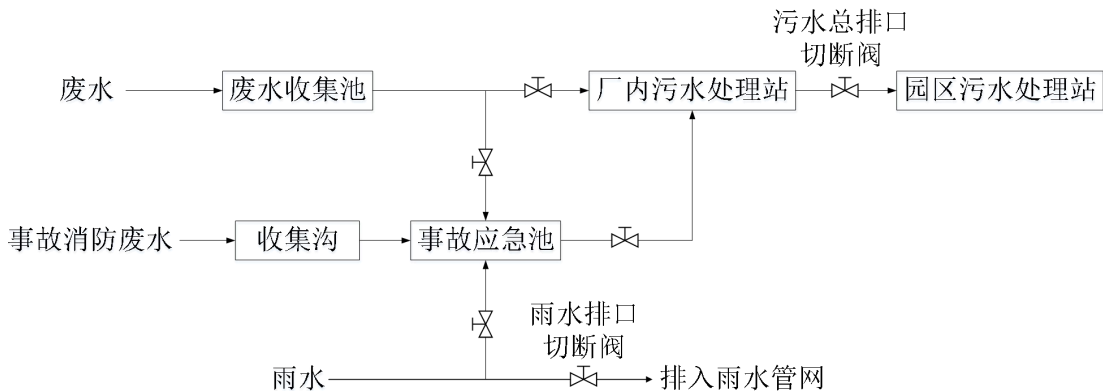 污水总排口
切断阀
废水
废水收集池
厂内污水处理站
园区污水处理站
事故消防废水
收集沟
事故应急池
雨水排口
切断阀
雨水
排入雨水管网